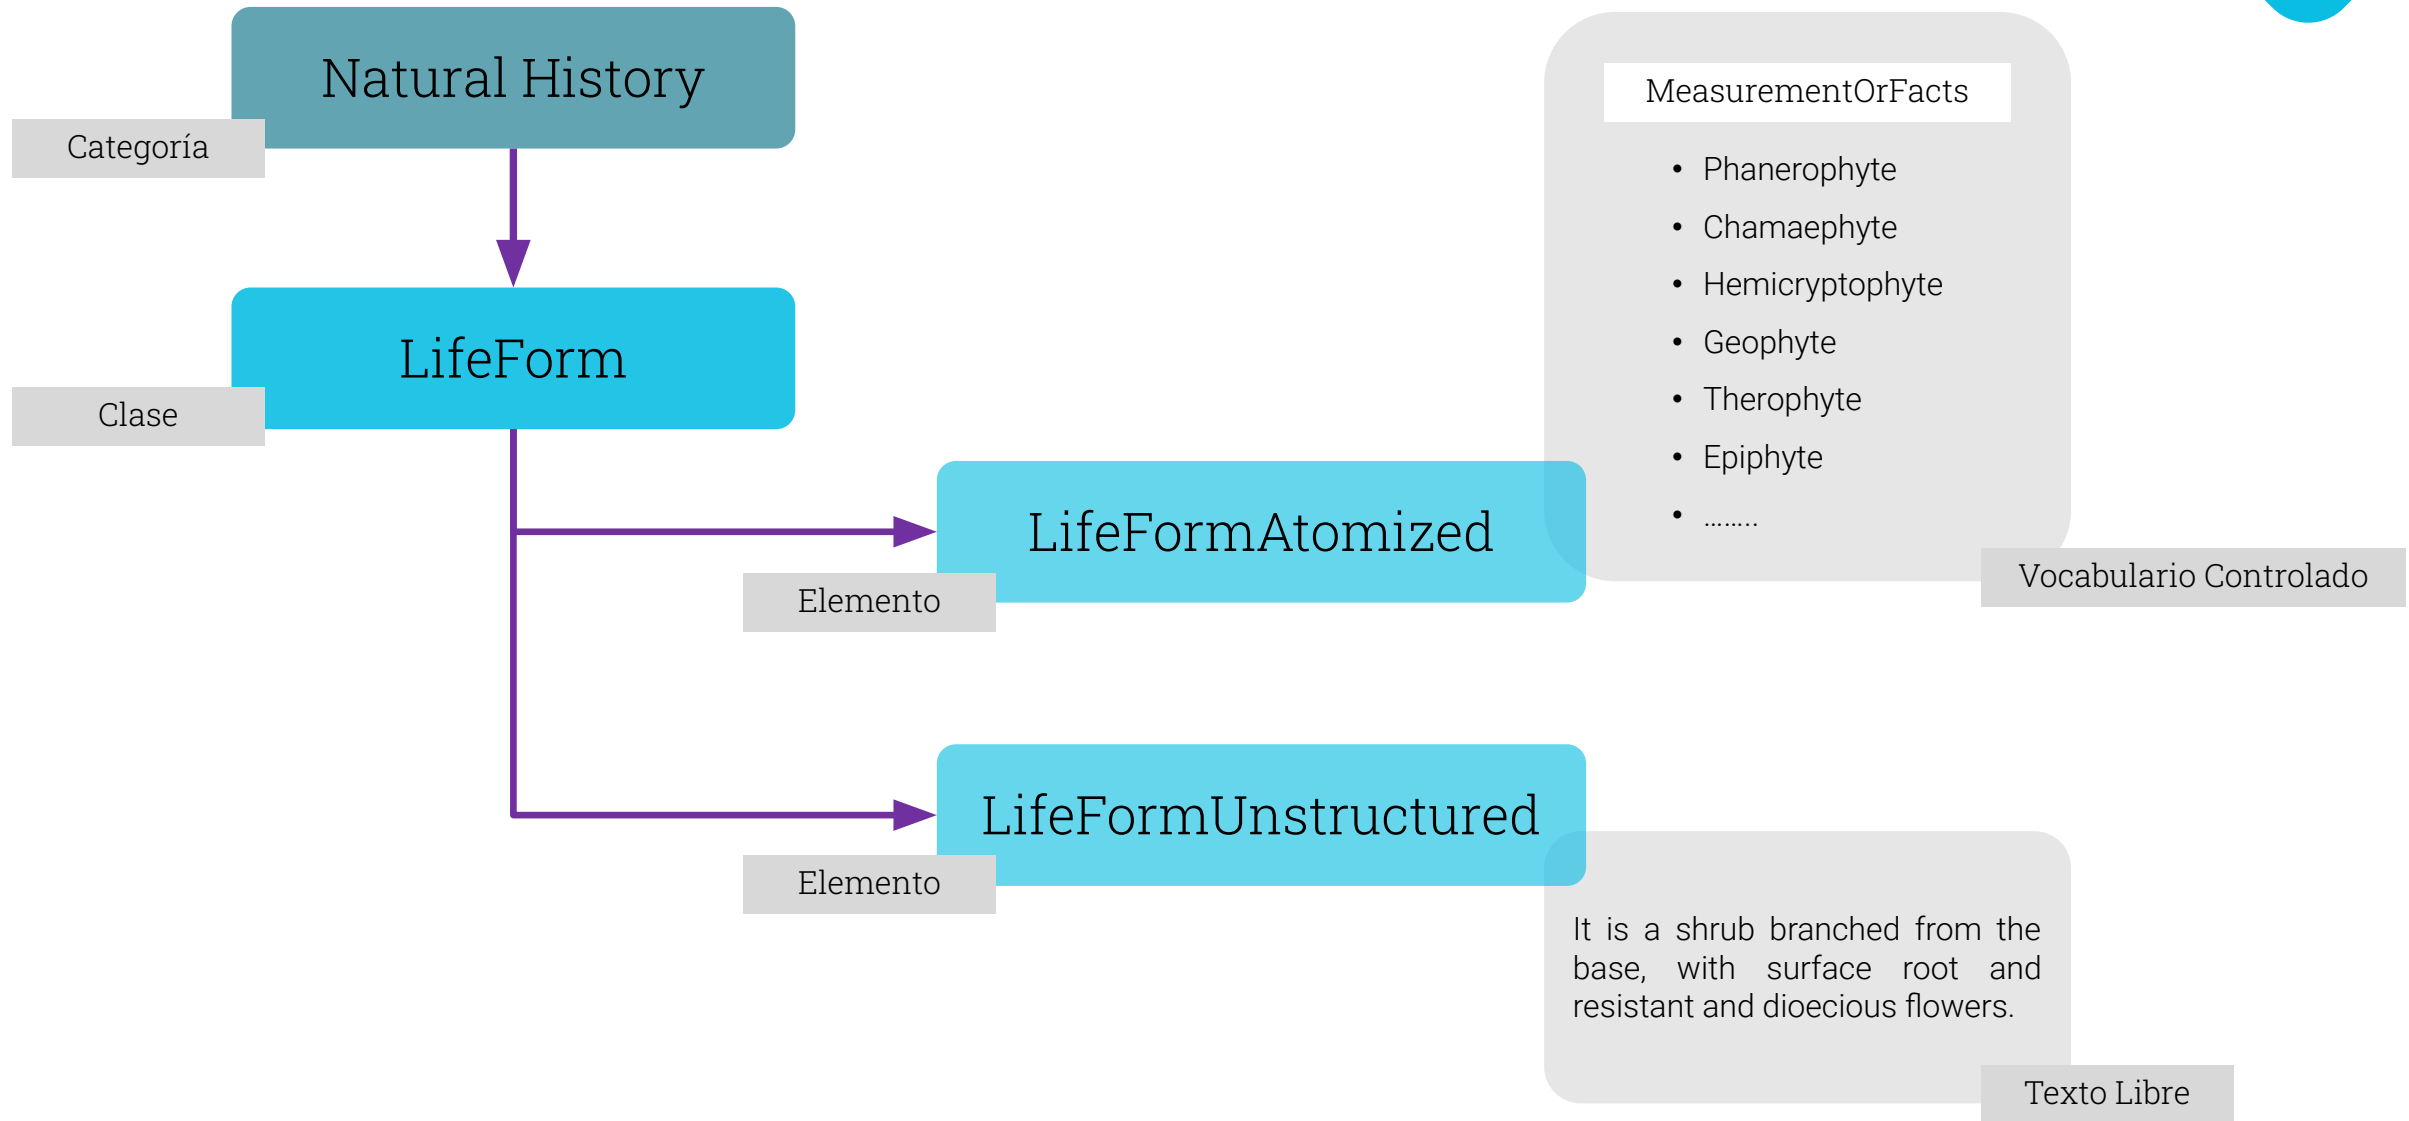 Natural History
Categoría
LifeForm
Clase
LifeFormAtomized
Elemento
MeasurementOrFacts
• Phanerophyte
• Chamaephyte
• Hemicryptophyte
• Geophyte
• Therophyte
• Epiphyte
• ........
Vocabulario Controlado
LifeFormUnstructured
Elemento
It is a shrub branched from the
base, with surface root and
resistant and dioecious flowers.
Texto Libre